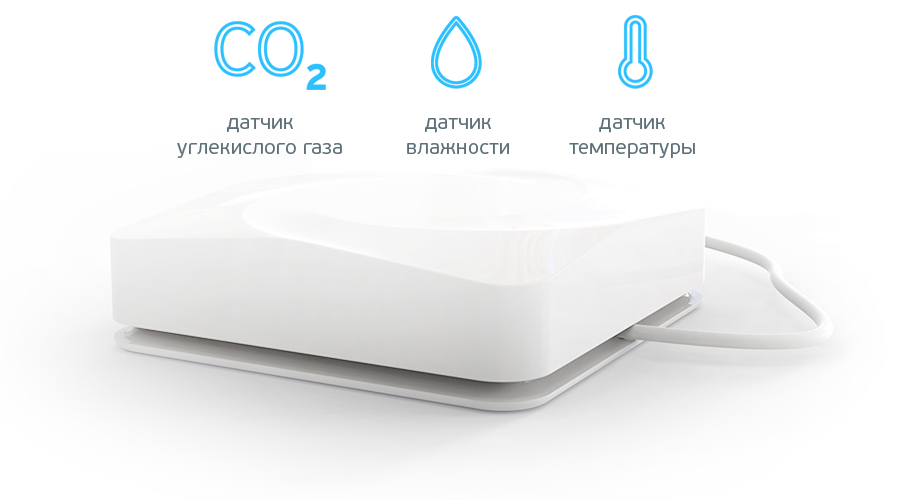 CO₂
датчик
углекислого газа
датчик
влажности
датчик
температуры